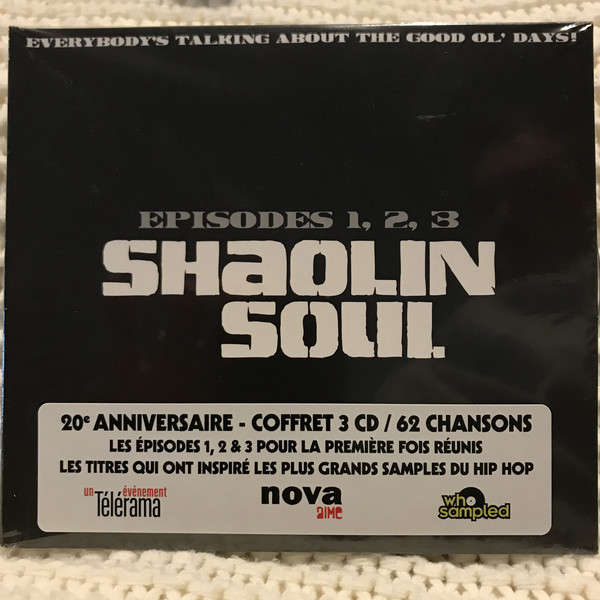 EVERYBODY'S TALKING ABOUT THE GOOD OL' DAYS!
EPISODES 1, 2, 3
SHAOLIN
SOUL
20e ANNIVERSAIRE - COFFRET 3 CD / 62 CHANSONS
LES ÉPISODES 1, 2 & 3 POUR LA PREMIÈRE FOIS RÉUNIS
LES TITRES QUI ONT INSPIRÉ LES PLUS GRANDS SAMPLES DU HIP HOP
un événement
Télérama
nova
aime
who
sampled